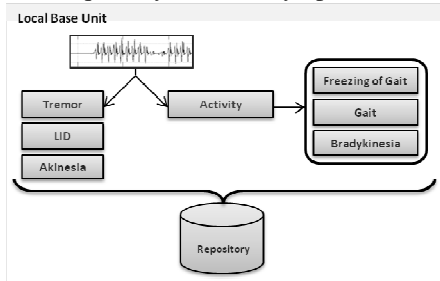 Local Base Unit
Tremor
LID
Akinesia
Activity
Freezing of Gait
Gait
Bradykinesia
Repository